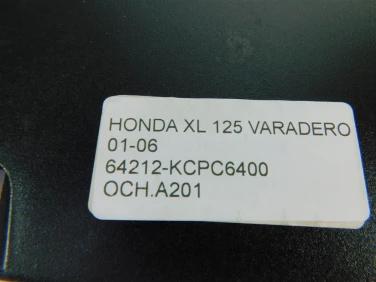 HONDA XL 125 VARADERO
01-06
64212-KCPC6400
OCH.A201